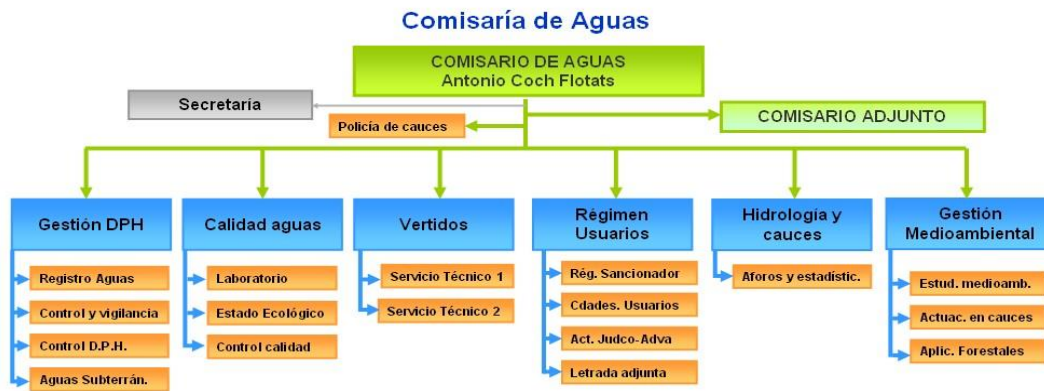 Comisaría de Aguas
COMISARIO DE AGUAS
Antonio Coch Flotats
Secretaría
Policía de cauces
COMISARIO ADJUNTO
Gestión DPH
Registro Aguas
Control y vigilancia
Control D.P.H.
Aguas Subterrán.
Calidad aguas
Laboratorio
Estado Ecológico
Control calidad
Vertidos
Servicio Técnico 1
Servicio Técnico 2
Régimen
Usuarios
Rég. Sancionador
Cdades. Usuarios
Act. Judco-Adva
Letrada adjunta
Hidrología y
cauces
Aforos y estadístic.
Gestión
Medioambiental
Estud. medioamb.
Actuac. en cauces
Aplic. Forestales